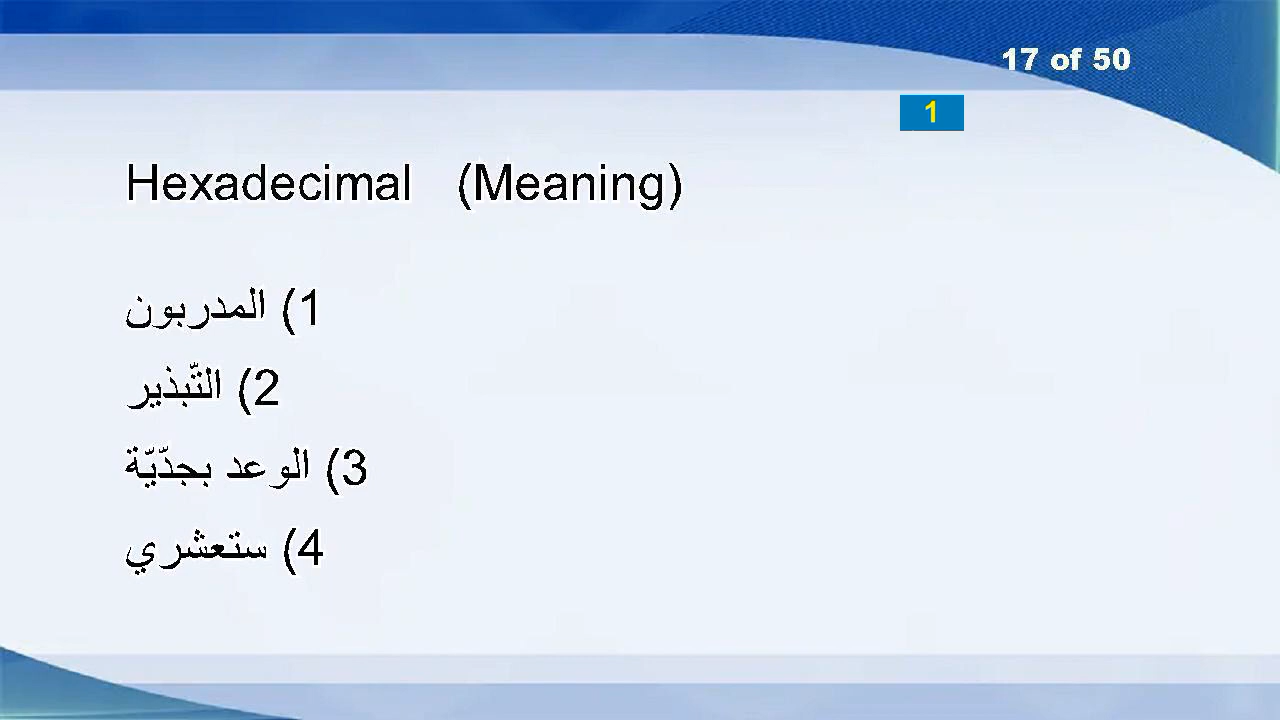 17 of 50
1
Hexadecimal (Meaning)
1) المدربون
2) التّبذير
3) الوعد بجدّيّة
4) ستعشري